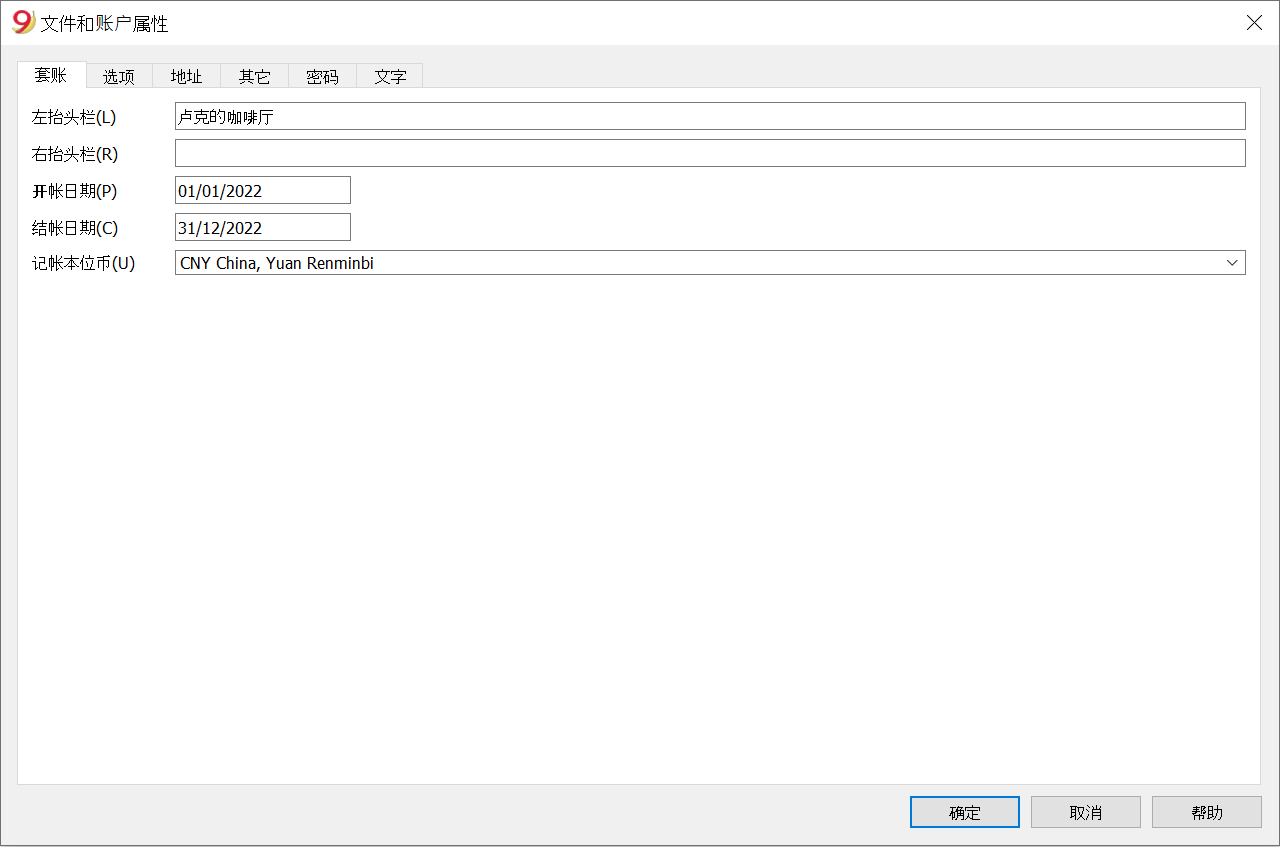 9 文件和账户属性
套账 选项 地址 其它 密码 文字
左抬头栏(L) 卢克的咖啡厅
右抬头栏(R)
开帐日期(P) 01/01/2022
结帐日期(C) 31/12/2022
记帐本位币(U) CNY China, Yuan Renminbi
确定 取消 帮助